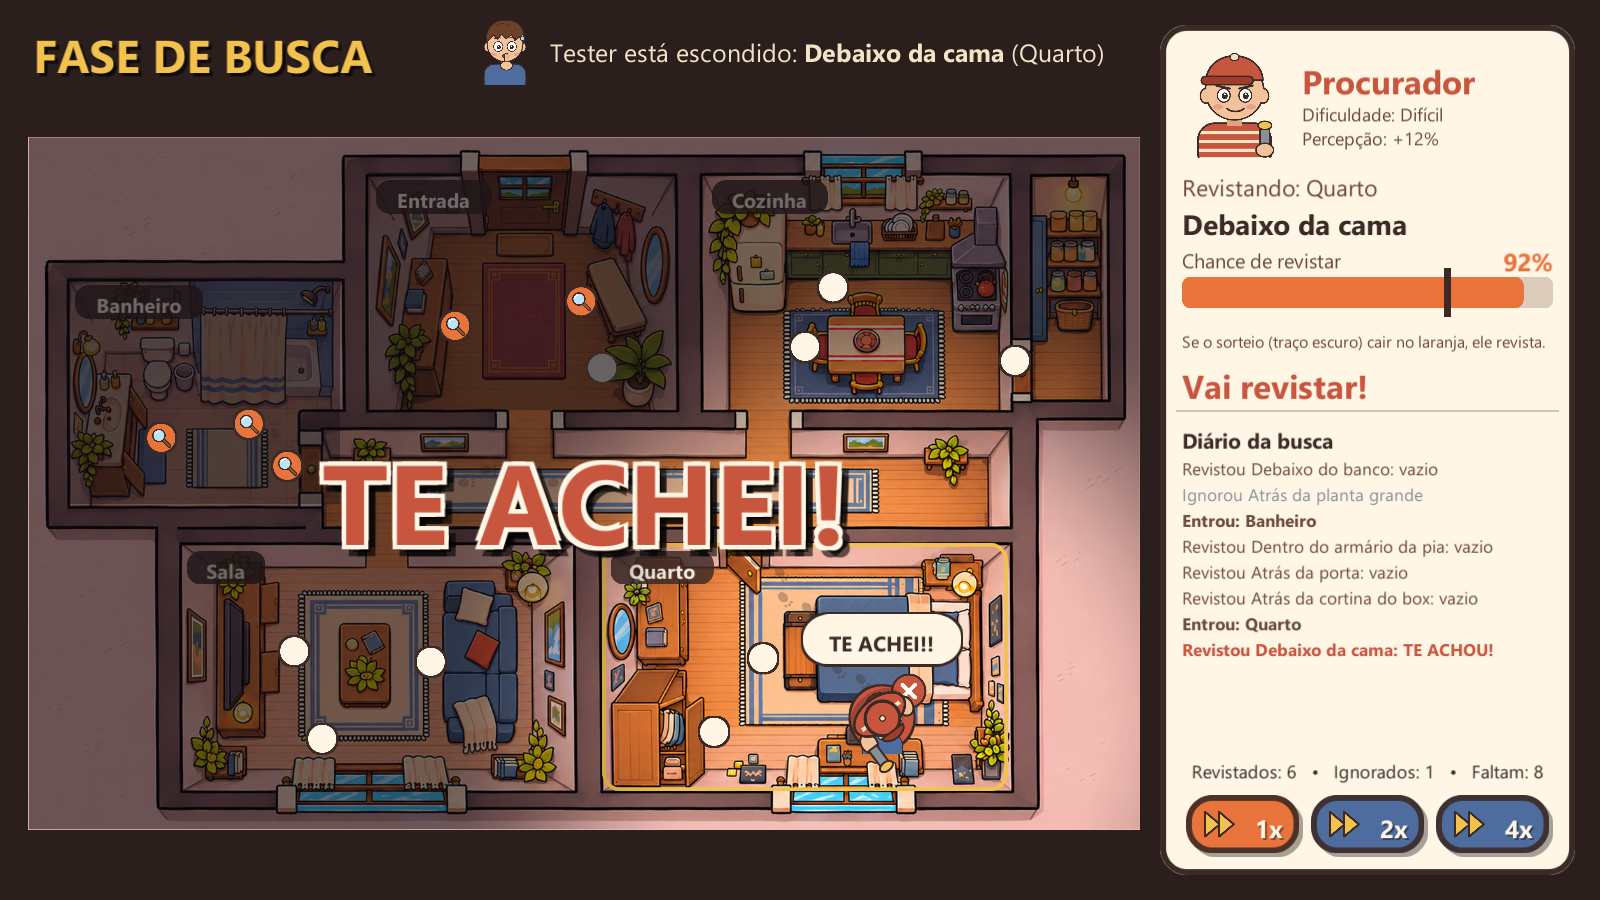 FASE DE BUSCA
Tester está escondido: Debaixo da cama (Quarto)
Entrada
Cozinha
Banheiro
TE ACHEI!
Sala
Quarto
TE ACHEI!!
Procurador
Dificuldade: Difícil
Percepção: +12%
Revistando: Quarto
Debaixo da cama
Chance de revistar 92%
Se o sorteio (traço escuro) cair no laranja, ele revista.
Vai revistar!
Diário da busca
Revistou Debaixo do banco: vazio
Ignorou Atrás da planta grande
Entrou: Banheiro
Revistou Dentro do armário da pia: vazio
Revistou Atrás da porta: vazio
Revistou Atrás da cortina do box: vazio
Entrou: Quarto
Revistou Debaixo da cama: TE ACHOU!
Revistados: 6 • Ignorados: 1 • Faltam: 8
1x 2x 4x